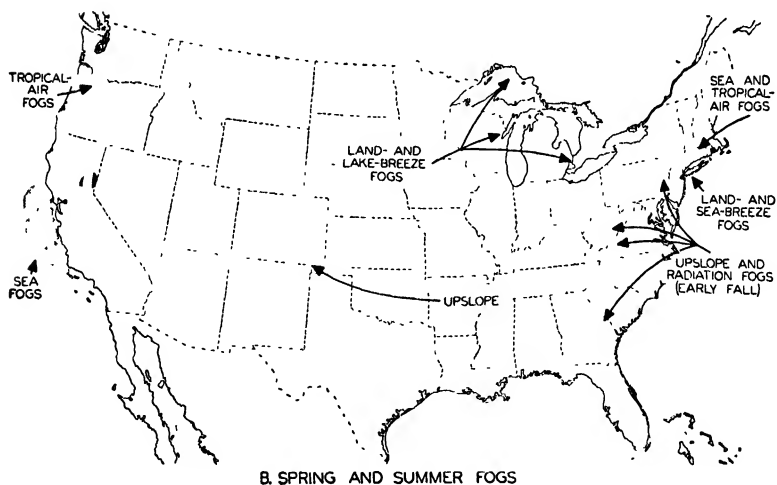 TROPICAL-
AIR FOGS
SEA AND
TROPICAL-
AIR FOGS
LAND- AND
LAKE-BREEZE
FOGS
LAND- AND
SEA-BREEZE
FOGS
SEA
FOGS
UPSLOPE
UPSLOPE AND
RADIATION FOGS
(EARLY FALL)
B. SPRING AND SUMMER FOGS